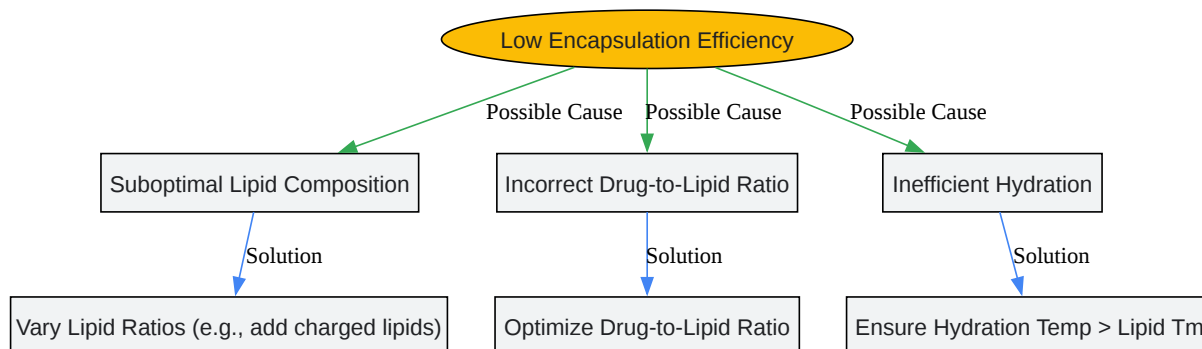 Low Encapsulation Efficiency
Possible Cause
Possible Cause
Possible Cause
Suboptimal Lipid Composition
Incorrect Drug-to-Lipid Ratio
Inefficient Hydration
Solution
Solution
Solution
Vary Lipid Ratios (e.g., add charged lipids)
Optimize Drug-to-Lipid Ratio
Ensure Hydration Temp > Lipid Tm